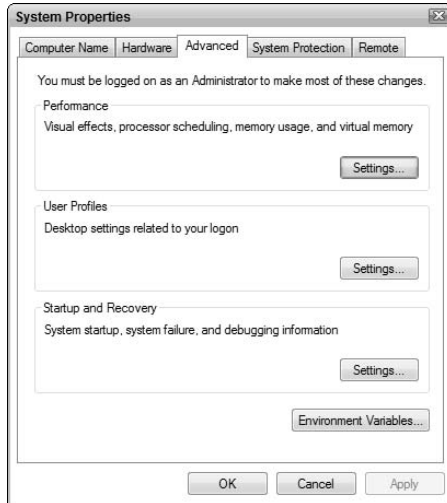 System Properties
Computer Name Hardware Advanced System Protection Remote
You must be logged on as an Administrator to make most of these changes.
Performance
Visual effects, processor scheduling, memory usage, and virtual memory
Settings...
User Profiles
Desktop settings related to your logon
Settings...
Startup and Recovery
System startup, system failure, and debugging information
Settings...
Environment Variables...
OK Cancel Apply